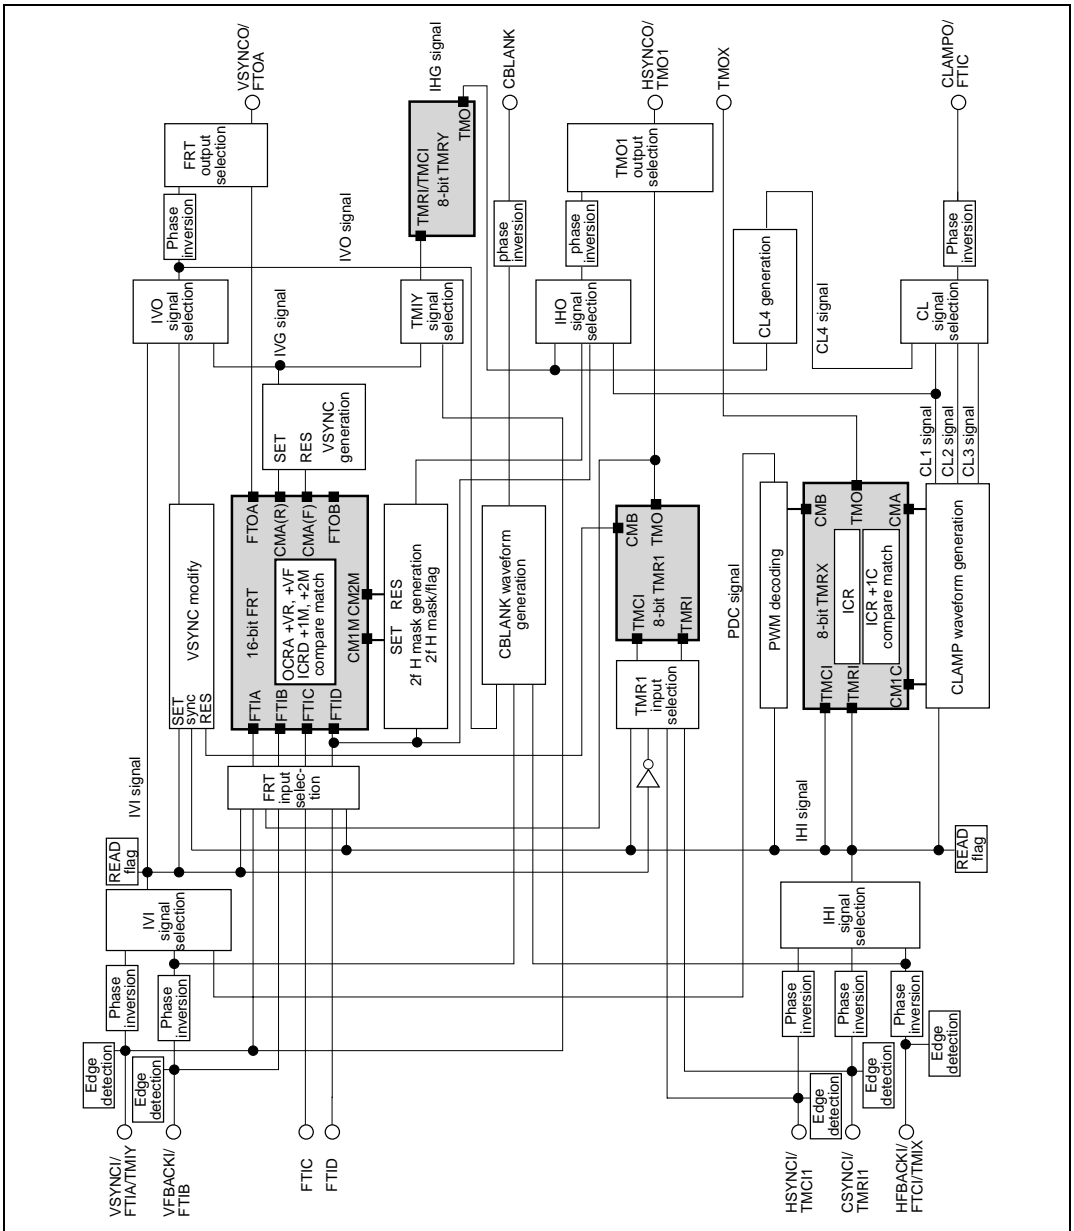 VSYNCI/
FTIA/TMIY
VFBACKI/
FTIB
FTIC
FTID
HSYNCI/
TMCI1
CSYNCI/
TMRI1
HFBACKI/
FTCI/TMIX
Edge
detection
Edge
detection
Edge
detection
Edge
detection
Edge
detection
Phase
inversion
Phase
inversion
Phase
inversion
Phase
inversion
Phase
inversion
IVI
signal
selection
IHI
signal
selection
READ
flag
READ
flag
IVI signal
IHI signal
FRT
input
selec-
tion
SET
sync
RES
VSYNC modify
FTIA
FTIB
FTIC
FTID
16-bit FRT
OCRA +VR, +VF
ICRD +1M, +2M
compare match
CM1M CM2M
FTOA
CMA(R)
CMA(F)
FTOB
SET RES
2f H mask generation
2f H mask/flag
CBLANK waveform
generation
TMR1
input
selection
TMCI
TMRI
8-bit TMR1
CMB
TMO
PDC signal
PWM decoding
TMCI
TMRI
8-bit TMRX
ICR
ICR +1C
compare match
CM1C
CMB
TMO
CMA
CLAMP waveform generation
SET
RES
VSYNC
generation
IVG signal
CL1 signal
CL2 signal
CL3 signal
IVO
signal
selection
TMIY
signal
selection
IHO
signal
selection
CL4 generation
CL4 signal
CL
signal
selection
IVO signal
Phase
inversion
TMRI/TMCI
8-bit TMRY
TMO
phase
inversion
phase
inversion
Phase
inversion
FRT
output
selection
TMO1
output
selection
IHG signal
VSYNCO/
FTOA
CBLANK
HSYNCO/
TMO1
TMOX
CLAMPO/
FTIC